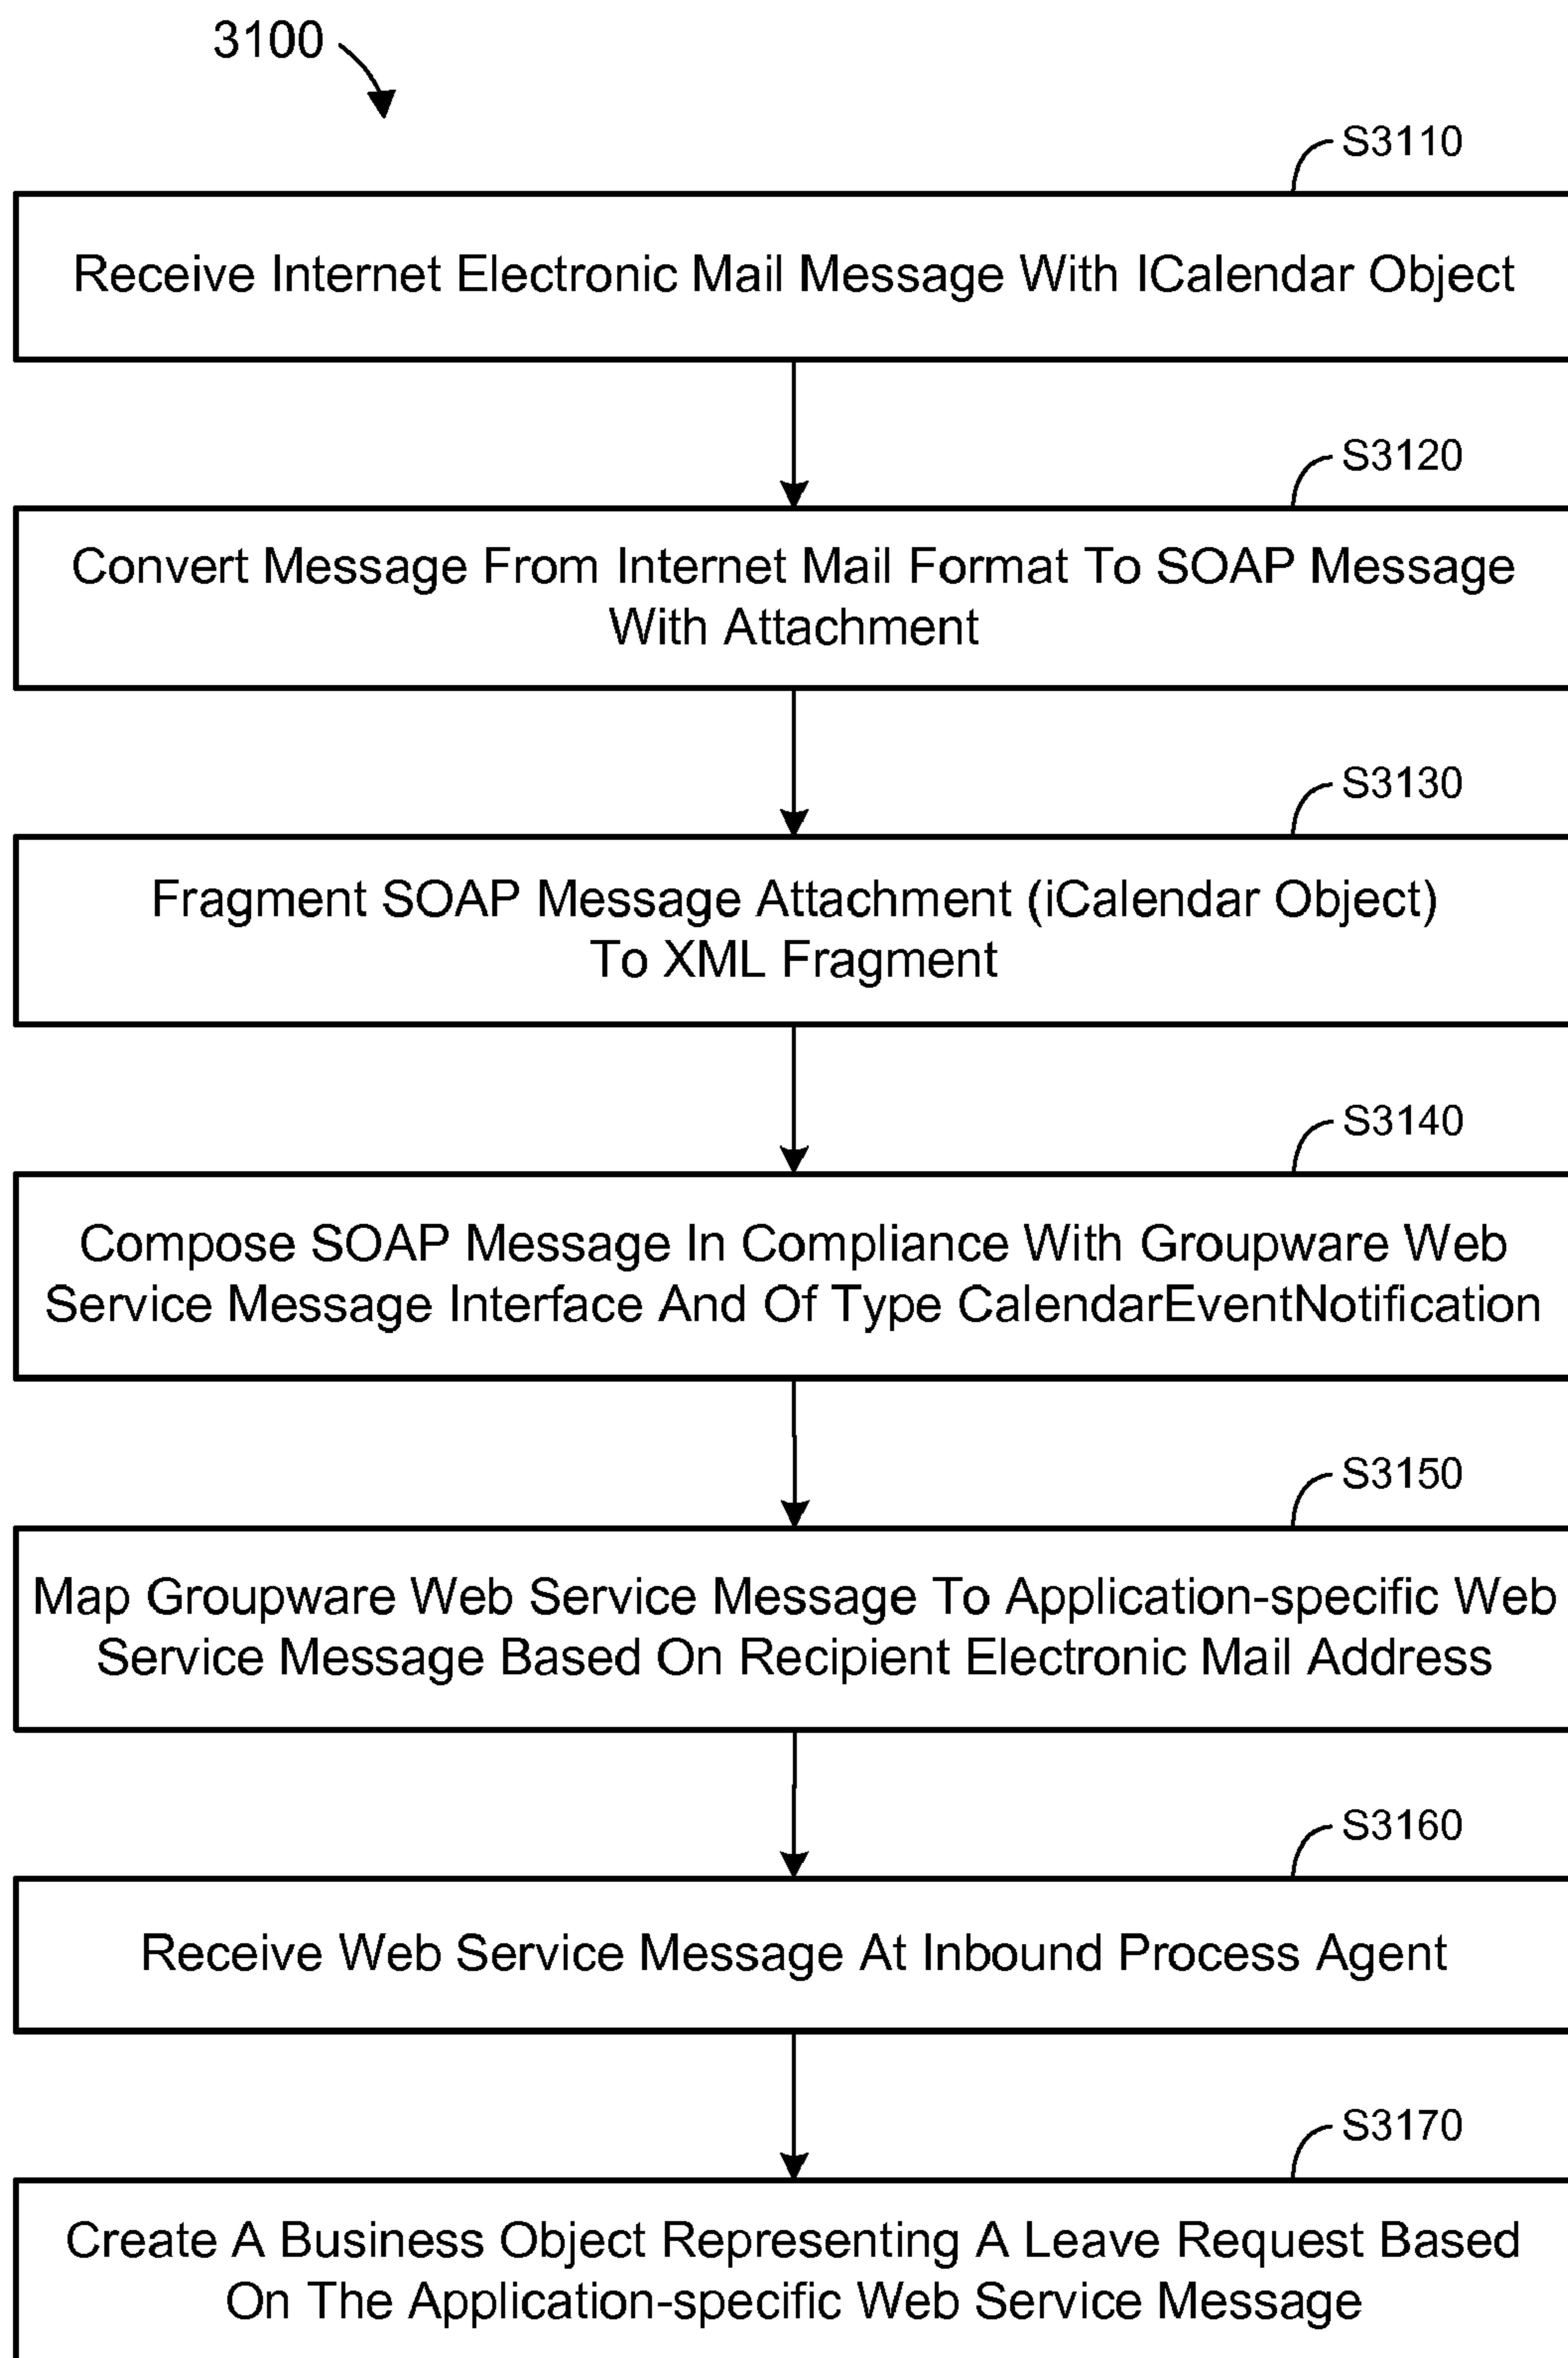 3100
S3110
Receive Internet Electronic Mail Message With ICalendar Object
S3120
Convert Message From Internet Mail Format To SOAP Message
With Attachment
S3130
Fragment SOAP Message Attachment (iCalendar Object)
To XML Fragment
S3140
Compose SOAP Message In Compliance With Groupware Web
Service Message Interface And Of Type CalendarEventNotification
S3150
Map Groupware Web Service Message To Application-specific Web
Service Message Based On Recipient Electronic Mail Address
S3160
Receive Web Service Message At Inbound Process Agent
S3170
Create A Business Object Representing A Leave Request Based
On The Application-specific Web Service Message